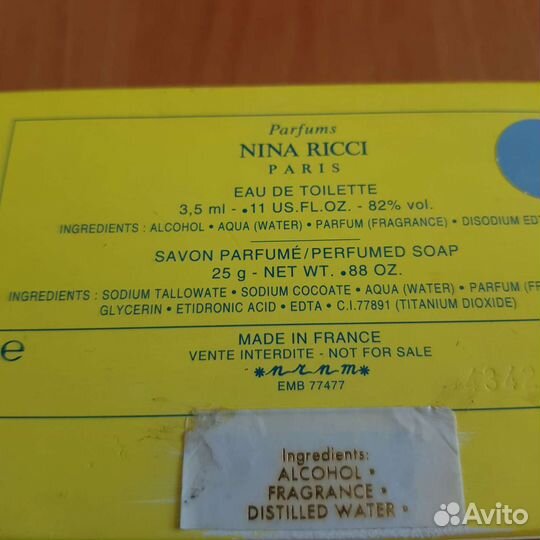 Parfums
NINA RICCI
PARIS
EAU DE TOILETTE
3,5 ml - .11 US.FL.OZ. - 82% vol.
INGREDIENTS : ALCOHOL • AQUA (WATER) • PARFUM (FRAGRANCE) • DISODIUM EDT
SAVON PARFUMÉ/PERFUMED SOAP
25 g - NET WT. .88 OZ.
INGREDIENTS : SODIUM TALLOWATE • SODIUM COCOATE • AQUA (WATER) • PARFUM (F
GLYCERIN • ETIDRONIC ACID • EDTA • C.I.77891 (TITANIUM DIOXIDE)
e
MADE IN FRANCE
VENTE INTERDITE - NOT FOR SALE
EMB 77477
4342
Ingredients:
ALCOHOL •
FRAGRANCE •
DISTILLED WATER •
Avito